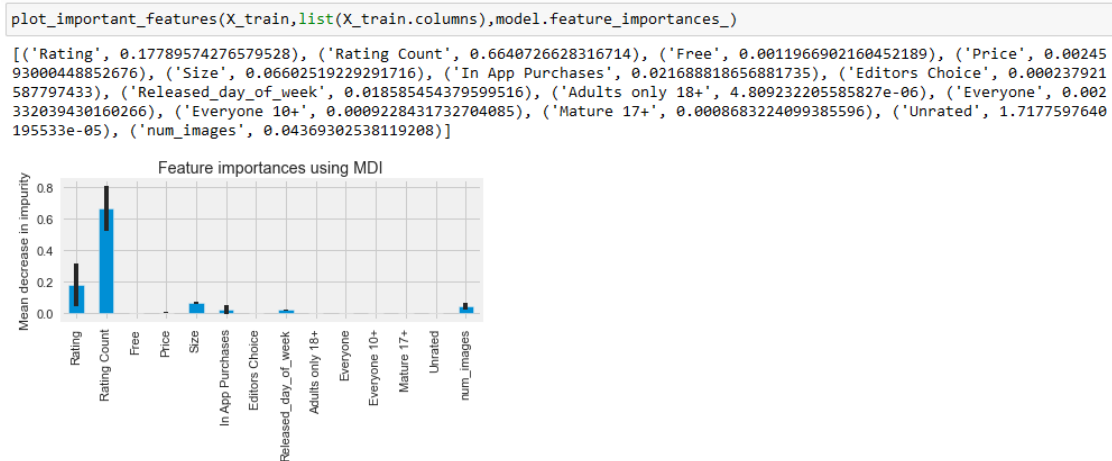 plot_important_features(X_train,list(X_train.columns),model.feature_importances_)
[('Rating', 0.17789574276579528), ('Rating Count', 0.6640726628316714), ('Free', 0.0011966902160452189), ('Price', 0.00245
93000448852676), ('Size', 0.06602519229291716), ('In App Purchases', 0.021688818656881735), ('Editors Choice', 0.000237921
587797433), ('Released_day_of_week', 0.018585454379599516), ('Adults only 18+', 4.809232205585827e-06), ('Everyone', 0.002
332039430160266), ('Everyone 10+', 0.0009228431732704085), ('Mature 17+', 0.0008683224099385596), ('Unrated', 1.7177597640
195533e-05), ('num_images', 0.04369302538119208)]
Feature importances using MDI
Mean decrease in impurity
0.8
0.6
0.4
0.2
0.0
Rating
Rating Count
Free
Price
Size
In App Purchases
Editors Choice
Released_day_of_week
Adults only 18+
Everyone
Everyone 10+
Mature 17+
Unrated
num_images